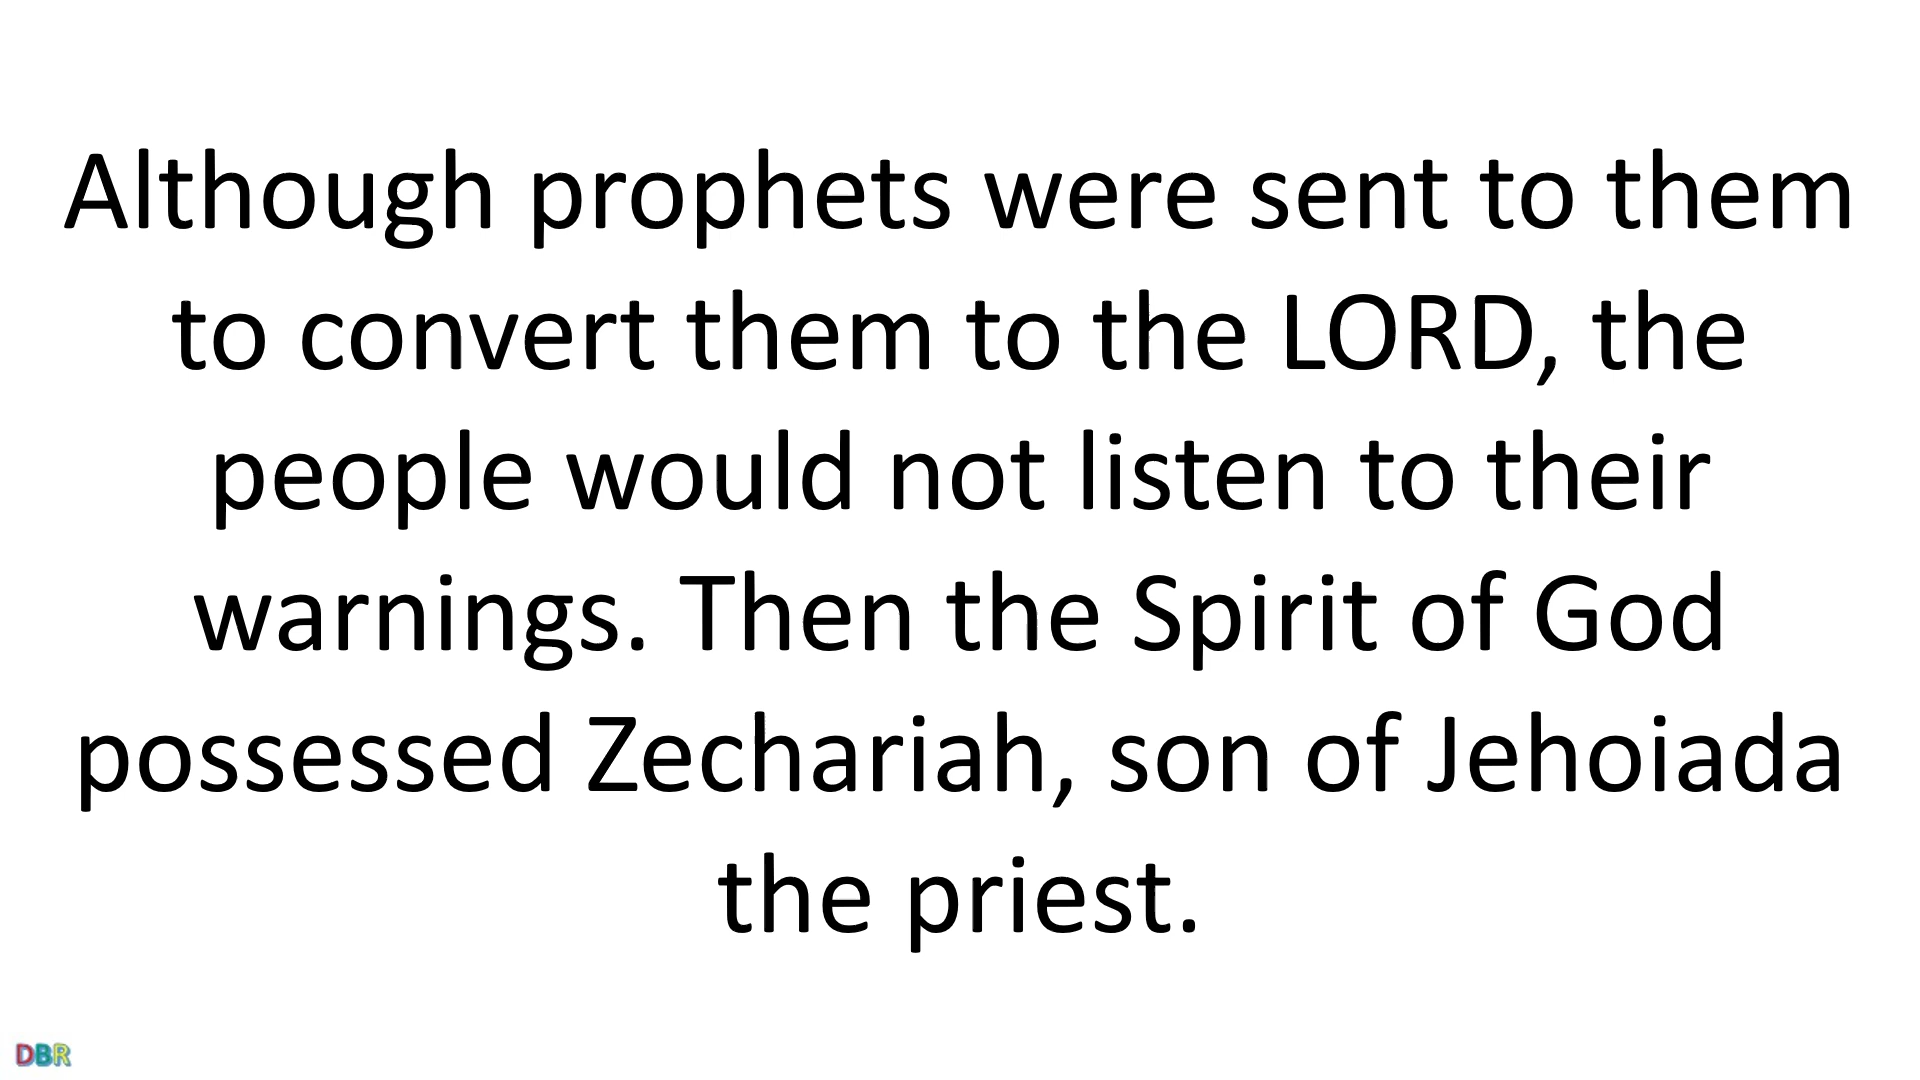 Although prophets were sent to them
to convert them to the LORD, the
people would not listen to their
warnings. Then the Spirit of God
possessed Zechariah, son of Jehoiada
the priest.
DBR